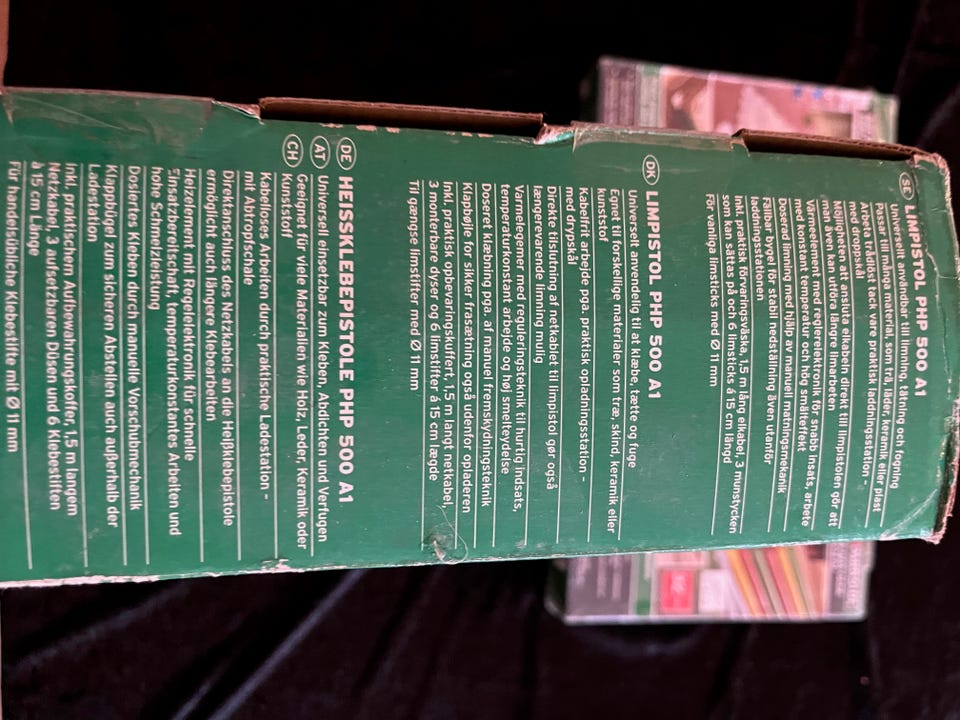 SE LIMPISTOL PHP 500 A1
Universellt användbar till limning, tätning och fogning
Passar till många material, som trä, läder, keramik eller plast
Arbeta trådlöst tack vare praktisk laddningsstation –
med droppskål
Möjligheten att ansluta elkabeln direkt till limpistolen gör att
man även kan utföra längre limarbeten
Värmeelement med reglerelektronik för snabb insats, arbete
med konstant temperatur och hög smälteffekt
Doserad limning med hjälp av manuell matningsmekanik
Fällbar bygel för stabil nedställning även utanför
laddningsstationen
Inkl. praktisk förvaringsväska, 1,5 m lång elkabel, 3 munstycken
som kan sättas på och 6 limsticks à 15 cm längd
För vanliga limsticks med Ø 11 mm
DK LIMPISTOL PHP 500 A1
Universelt anvendelig til at klæbe, tætte og fuge
Egnet til forskellige materialer som træ, skind, keramik eller
kunststof
Kabelfrit arbejde pga. praktisk opladningsstation –
med drypskål
Direkte tilslutning af netkablet til limpistol gør også
længerevarende limning mulig
Varmelegemer med reguleringsteknik til hurtig indsats,
temperaturkonstant arbejde og høj smelteydelse
Doseret klæbning pga. af manuel fremskydningsteknik
Klapbøjle for sikker frasætning også udenfor opladeren
Inkl. praktisk opbevaringskuffert, 1,5 m langt netkabel,
3 monterbare dyser og 6 limstifter á 15 cm lægde
Til gængse limstifter med Ø 11 mm
DE AT CH HEISSKLEBEPISTOLE PHP 500 A1
Universell einsetzbar zum Kleben, Abdichten und Verfugen
Geeignet für viele Materialien wie Holz, Leder, Keramik oder
Kunststoff
Kabelloses Arbeiten durch praktische Ladestation –
mit Abtropfschale
Direktanschluss des Netzkabels an die Heißklebepistole
ermöglicht auch längere Klebearbeiten
Heizelement mit Regelelektronik für schnelle
Einsatzbereitschaft, temperaturkonstantes Arbeiten und
hohe Schmelzleistung
Dosiertes Kleben durch manuelle Vorschubmechanik
Klappbügel zum sicheren Abstellen auch außerhalb der
Ladestation
Inkl. praktischem Aufbewahrungskoffer, 1,5 m langem
Netzkabel, 3 aufsetzbaren Düsen und 6 Klebestiften
à 15 cm Länge
Für handelsübliche Klebestifte mit Ø 11 mm